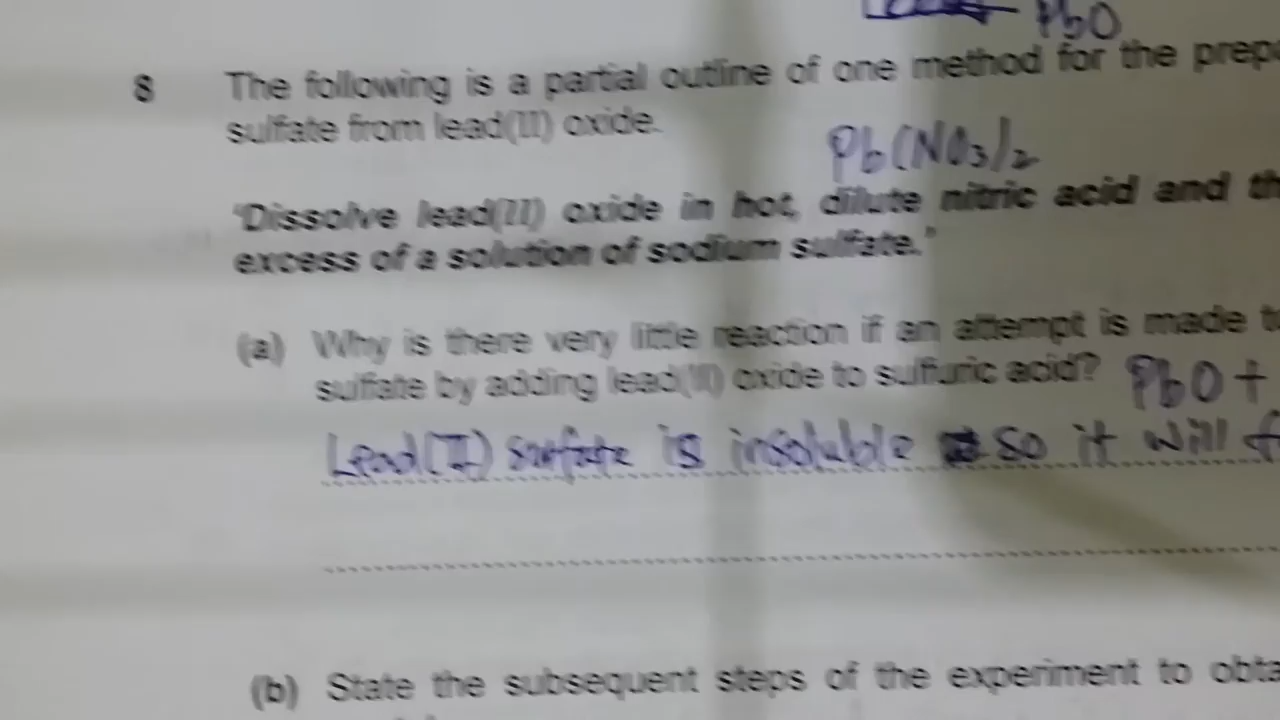 PbO
8 The following is a partial outline of one method for the prep
sulfate from lead(II) oxide.
Pb(NO3)2
"Dissolve lead(II) oxide in hot, dilute nitric acid and th
excess of a solution of sodium sulfate."
(a) Why is there very little reaction if an attempt is made t
sulfate by adding lead(II) oxide to sulfuric acid? PbO +
Lead(II) sulfate is insoluble so it will f
(b) State the subsequent steps of the experiment to obta